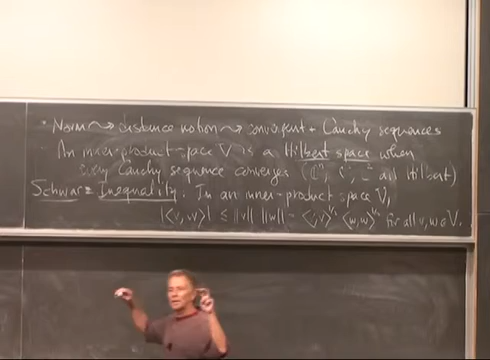 • Norm ⤳ distance notion ⤳ convergent + Cauchy sequences
An inner-product-space V is a Hilbert space when
every Cauchy sequence converges (ℂⁿ, all Hilbert)
Schwarz Inequality: In an inner-product space V,
|<v,w>| ≤ ||v|| ||w|| = <v,v>^½ <w,w>^½ for all v,w ∈ V.